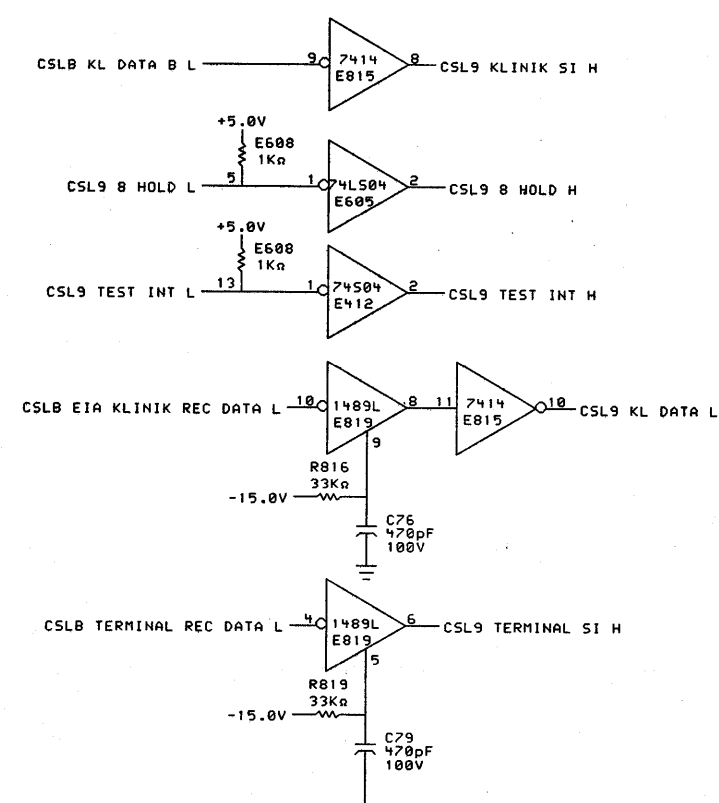 CSLB KL DATA B L 9 7414 E815 8 CSL9 KLINIK SI H
+5.0V
E608
1KΩ
CSL9 8 HOLD L 5 1 74LS04 E605 2 CSL9 8 HOLD H
+5.0V
E608
1KΩ
CSL9 TEST INT L 13 1 74S04 E412 2 CSL9 TEST INT H
CSLB EIA KLINIK REC DATA L 10 1489L E819 8 11 7414 E815 10 CSL9 KL DATA L
9
R816
33KΩ
-15.0V
C76
470pF
100V
CSLB TERMINAL REC DATA L 4 1489L E819 6 CSL9 TERMINAL SI H
5
R819
33KΩ
-15.0V
C79
470pF
100V